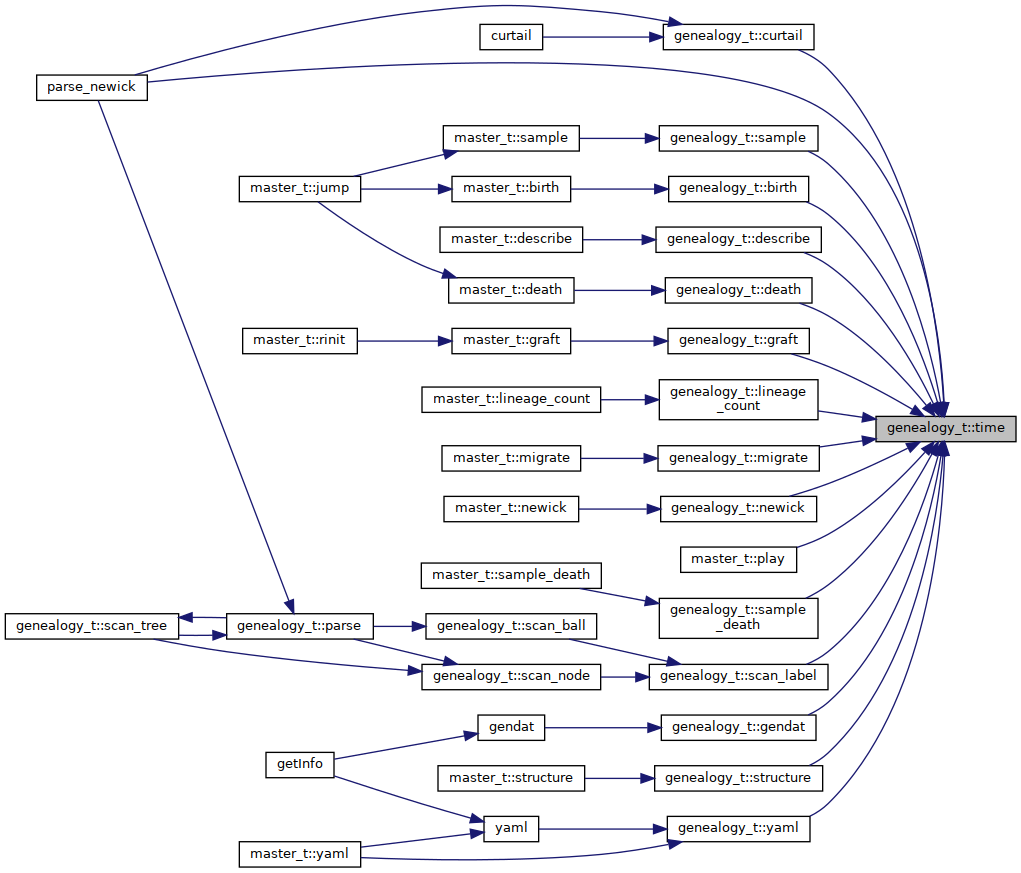 curtail
genealogy_t::curtail
parse_newick
master_t::sample
genealogy_t::sample
master_t::jump
master_t::birth
genealogy_t::birth
master_t::describe
genealogy_t::describe
master_t::death
genealogy_t::death
master_t::rinit
master_t::graft
genealogy_t::graft
master_t::lineage_count
genealogy_t::lineage
_count
genealogy_t::time
master_t::migrate
genealogy_t::migrate
master_t::newick
genealogy_t::newick
master_t::play
master_t::sample_death
genealogy_t::sample
_death
genealogy_t::scan_tree
genealogy_t::parse
genealogy_t::scan_ball
genealogy_t::scan_node
genealogy_t::scan_label
gendat
genealogy_t::gendat
getInfo
master_t::structure
genealogy_t::structure
yaml
genealogy_t::yaml
master_t::yaml